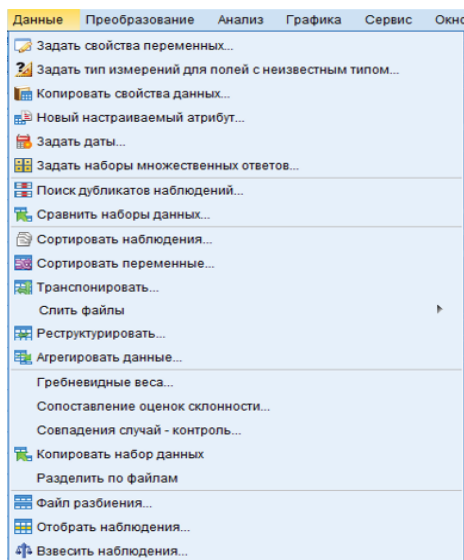 Данные Преобразование Анализ Графика Сервис Окно
Задать свойства переменных...
Задать тип измерений для полей с неизвестным типом...
Копировать свойства данных...
Новый настраиваемый атрибут...
Задать даты...
Задать наборы множественных ответов...
Поиск дубликатов наблюдений...
Сравнить наборы данных...
Сортировать наблюдения...
Сортировать переменные...
Транспонировать...
Слить файлы
Реструктурировать...
Агрегировать данные...
Гребневидные веса...
Сопоставление оценок склонности...
Совпадения случай - контроль...
Копировать набор данных
Разделить по файлам
Файл разбиения...
Отобрать наблюдения...
Взвесить наблюдения...